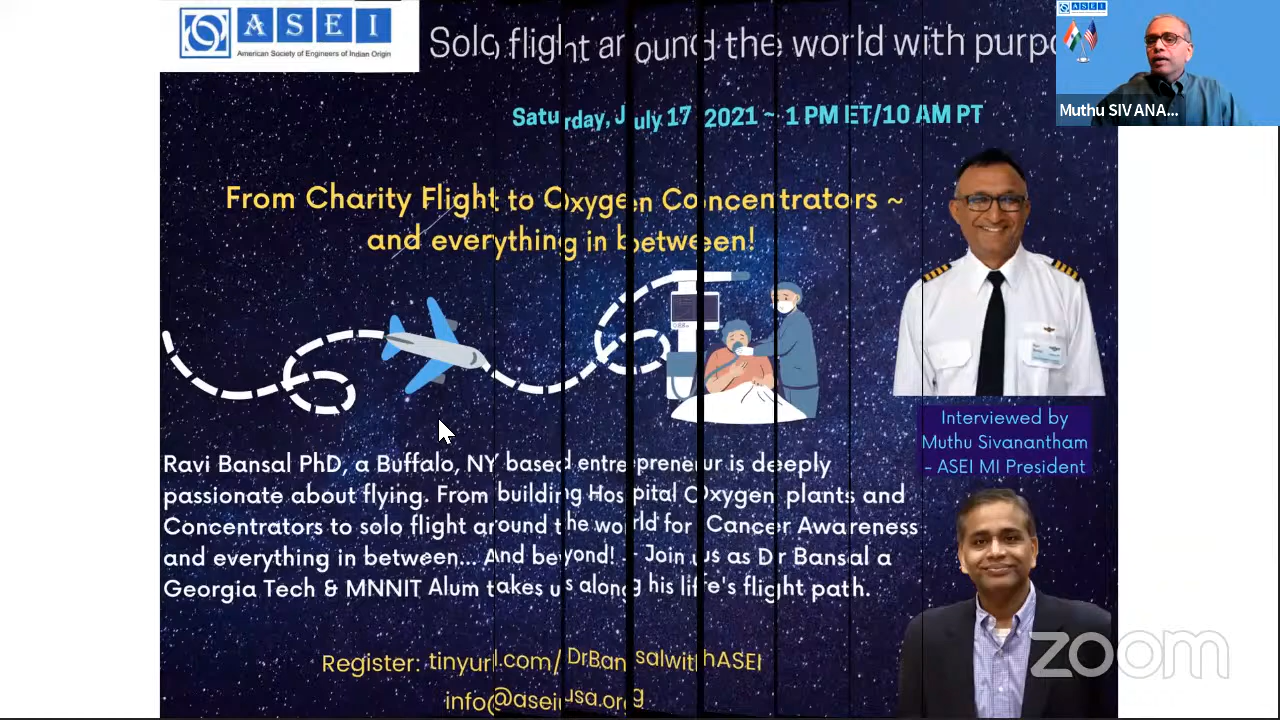 ASEI
American Society of Engineers of Indian Origin
Solo flight around the world with purpo
Muthu SIVANA...
Saturday, July 17 2021 ~ 1 PM ET/10 AM PT
From Charity Flight to Oxygen Concentrators ~
and everything in between!
Interviewed by
Muthu Sivanantham
- ASEI MI President
Ravi Bansal PhD, a Buffalo, NY based entrepreneur is deeply
passionate about flying. From building Hospital Oxygen plants and
Concentrators to solo flight around the world for Cancer Awareness
and everything in between... And beyond! - Join us as Dr Bansal a
Georgia Tech & MNNIT Alum takes us along his life's flight path.
Register: tinyurl.com/DrBansalwithASEI
info@aseiusa.org
zoom